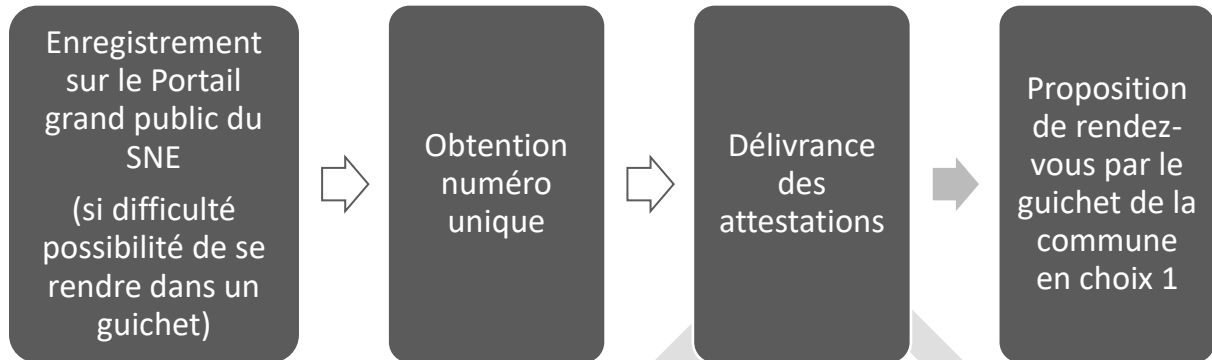 Enregistrement
sur le Portail
grand public du
SNE
(si difficulté
possibilité de se
rendre dans un
guichet)
Obtention
numéro
unique
Délivrance
des
attestations
Proposition
de rendez-
vous par le
guichet de la
commune
en choix 1